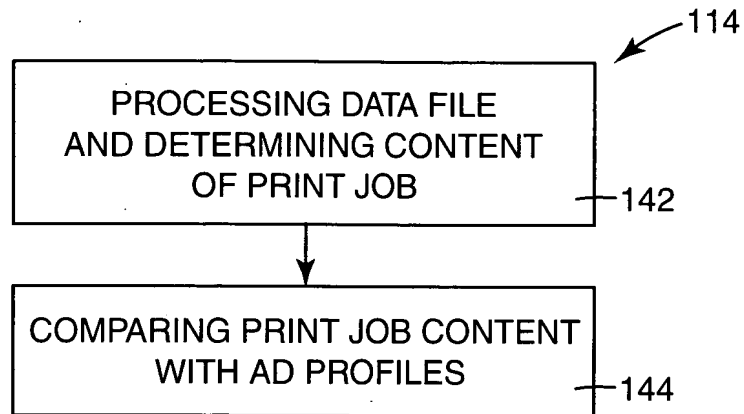 114
PROCESSING DATA FILE
AND DETERMINING CONTENT
OF PRINT JOB
142
COMPARING PRINT JOB CONTENT
WITH AD PROFILES
144